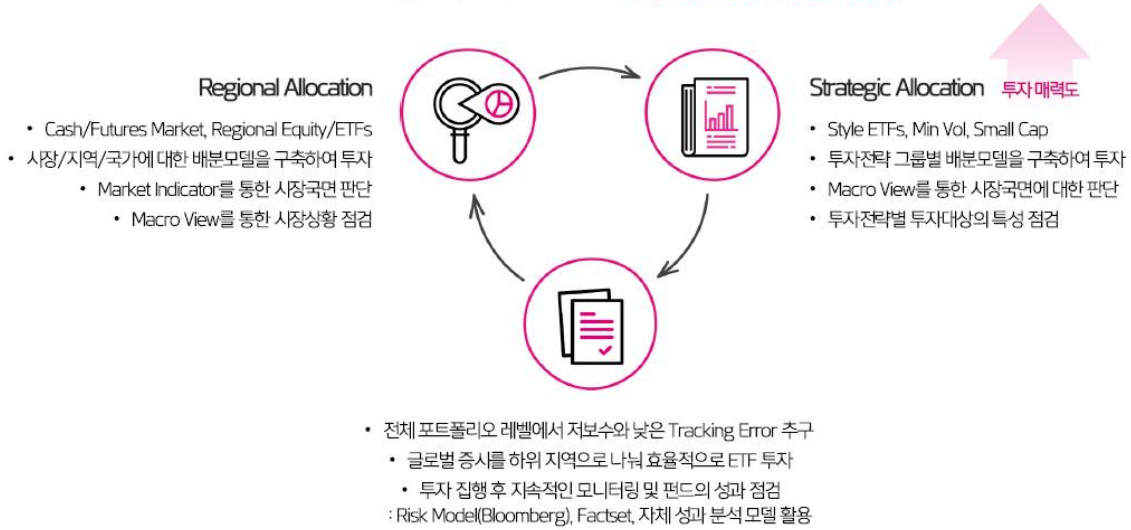 Regional Allocation
• Cash/Futures Market, Regional Equity/ETFs
• 시장/지역/국가에 대한 배분모델을 구축하여 투자
• Market Indicator를 통한 시장국면 판단
• Macro View를 통한 시장상황 점검
Strategic Allocation 투자 매력도
• Style ETFs, Min Vol, Small Cap
• 투자전략 그룹별 배분모델을 구축하여 투자
• Macro View를 통한 시장국면에 대한 판단
• 투자전략별 투자대상의 특성 점검
• 전체 포트폴리오 레벨에서 저보수와 낮은 Tracking Error 추구
• 글로벌 증시를 하위 지역으로 나눠 효율적으로 ETF 투자
• 투자 집행 후 지속적인 모니터링 및 펀드의 성과 점검
: Risk Model(Bloomberg), Factset, 자체 성과 분석 모델 활용